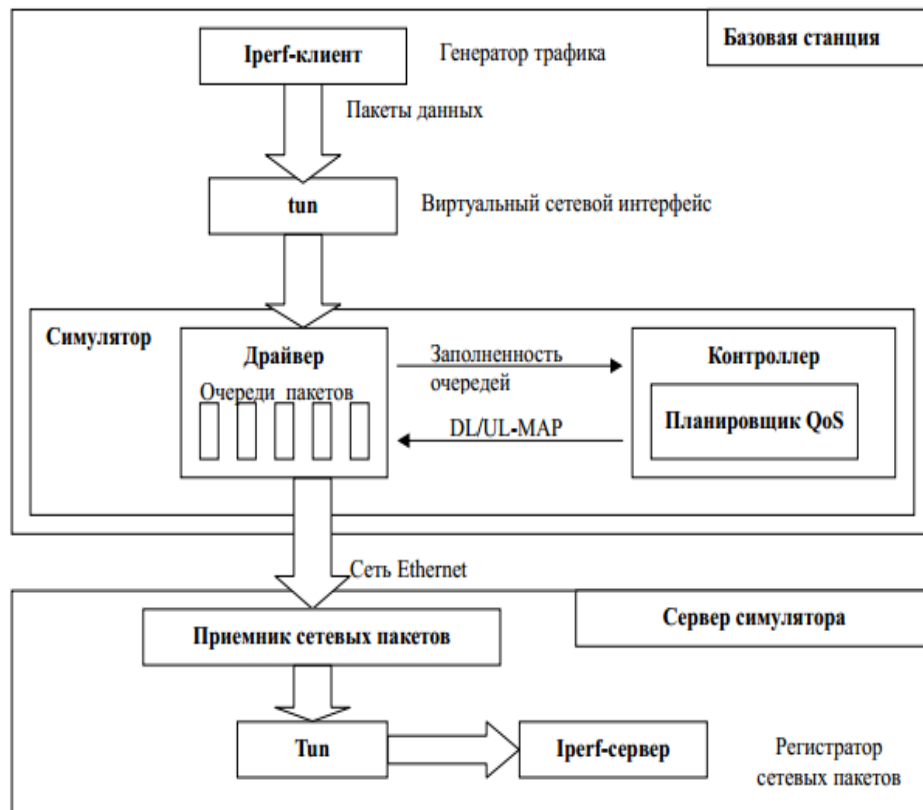 Базовая станция
Iperf-клиент
Генератор трафика
Пакеты данных
tun
Виртуальный сетевой интерфейс
Симулятор
Драйвер
Очереди пакетов
Заполненность
очередей
DL/UL-MAP
Контроллер
Планировщик QoS
Сеть Ethernet
Сервер симулятора
Приемник сетевых пакетов
Tun
Iperf-сервер
Регистратор
сетевых пакетов